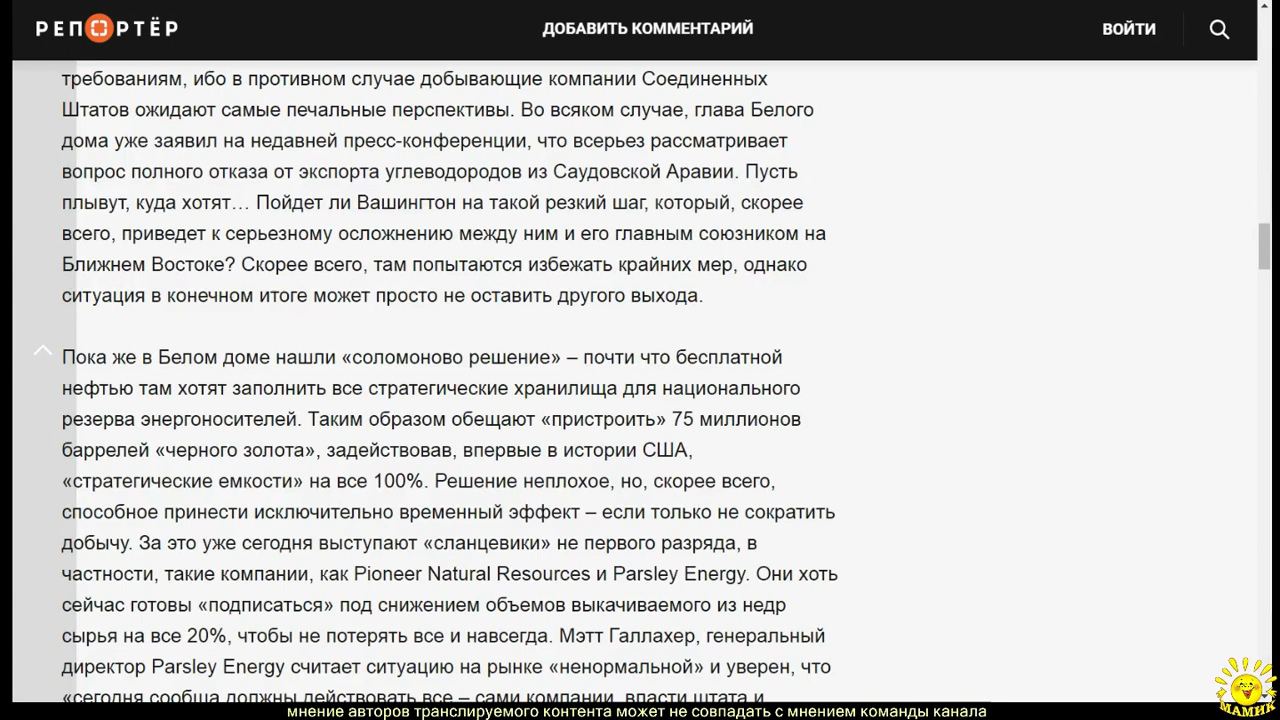 РЕПОРТЁР
ДОБАВИТЬ КОММЕНТАРИЙ
ВОЙТИ
требованиям, ибо в противном случае добывающие компании Соединенных
Штатов ожидают самые печальные перспективы. Во всяком случае, глава Белого
дома уже заявил на недавней пресс-конференции, что всерьез рассматривает
вопрос полного отказа от экспорта углеводородов из Саудовской Аравии. Пусть
плывут, куда хотят… Пойдет ли Вашингтон на такой резкий шаг, который, скорее
всего, приведет к серьезному осложнению между ним и его главным союзником на
Ближнем Востоке? Скорее всего, там попытаются избежать крайних мер, однако
ситуация в конечном итоге может просто не оставить другого выхода.
Пока же в Белом доме нашли «соломоново решение» – почти что бесплатной
нефтью там хотят заполнить все стратегические хранилища для национального
резерва энергоносителей. Таким образом обещают «пристроить» 75 миллионов
баррелей «черного золота», задействовав, впервые в истории США,
«стратегические емкости» на все 100%. Решение неплохое, но, скорее всего,
способное принести исключительно временный эффект – если только не сократить
добычу. За это уже сегодня выступают «сланцевики» не первого разряда, в
частности, такие компании, как Pioneer Natural Resources и Parsley Energy. Они хоть
сейчас готовы «подписаться» под снижением объемов выкачиваемого из недр
сырья на все 20%, чтобы не потерять все и навсегда. Мэтт Галлахер, генеральный
директор Parsley Energy считает ситуацию на рынке «ненормальной» и уверен, что
«сегодня сообща должны действовать все – сами компании, власти штата и
мнение авторов транслируемого контента может не совпадать с мнением команды канала
МАМИК